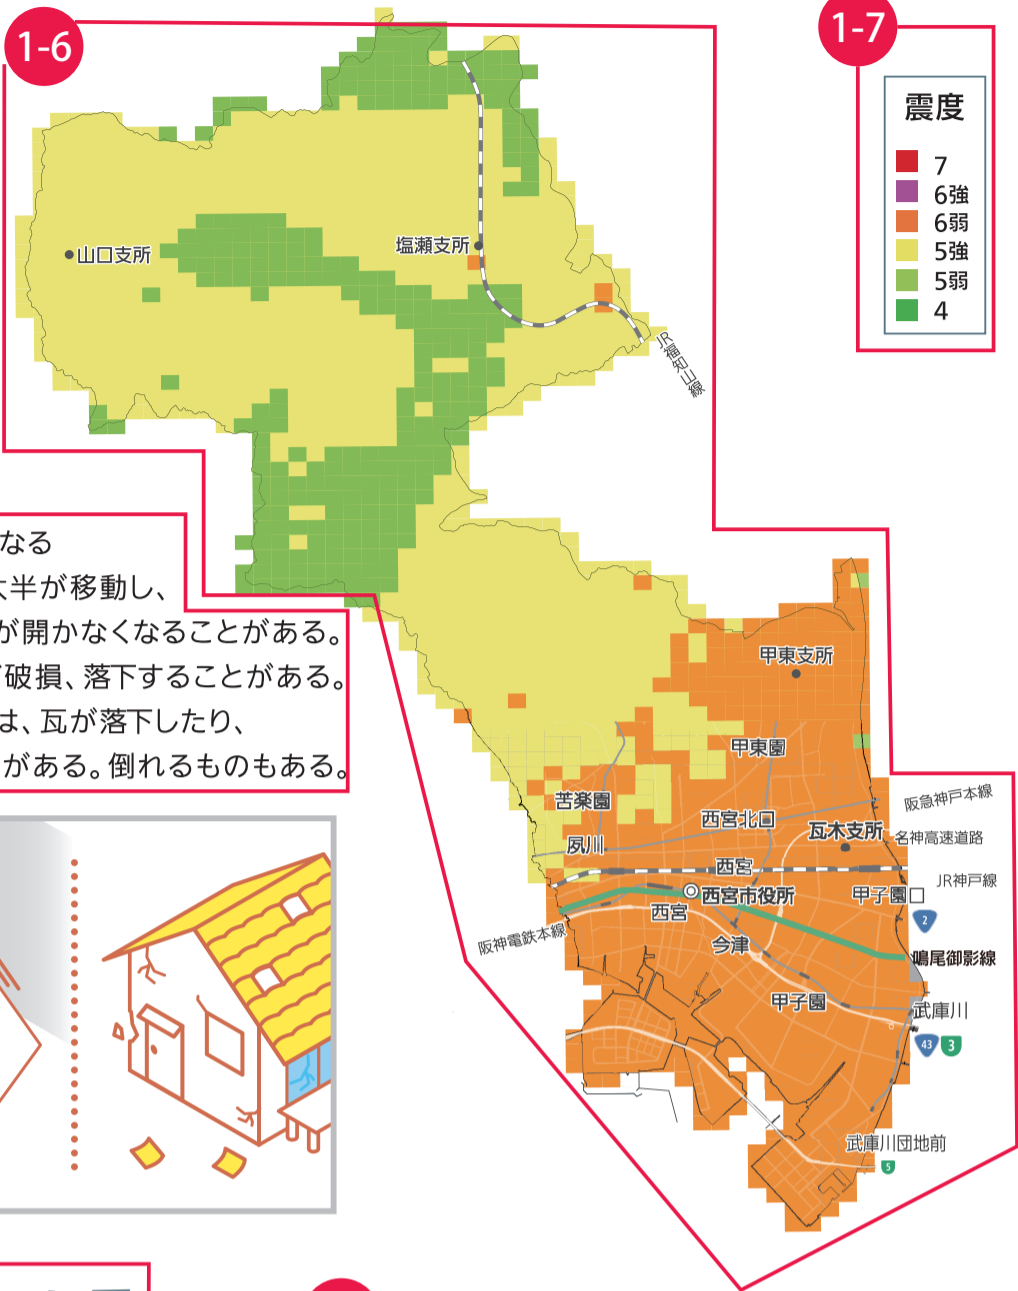 1-6
1-7
震度
7
6強
6弱
5強
5弱
4
山口支所
塩瀬支所
JR福知山線
なる
大半が移動し、
が開かなくなることがある。
破損、落下することがある。
は、瓦が落下したり、
がある。倒れるものもある。
甲東支所
甲東園
苦楽園
西宮北口
阪急神戸本線
瓦木支所
名神高速道路
夙川
西宮
JR神戸線
西宮市役所
甲子園口
西宮
2
阪神電鉄本線
今津
鳴尾御影線
甲子園
武庫川
43
3
武庫川団地前
5